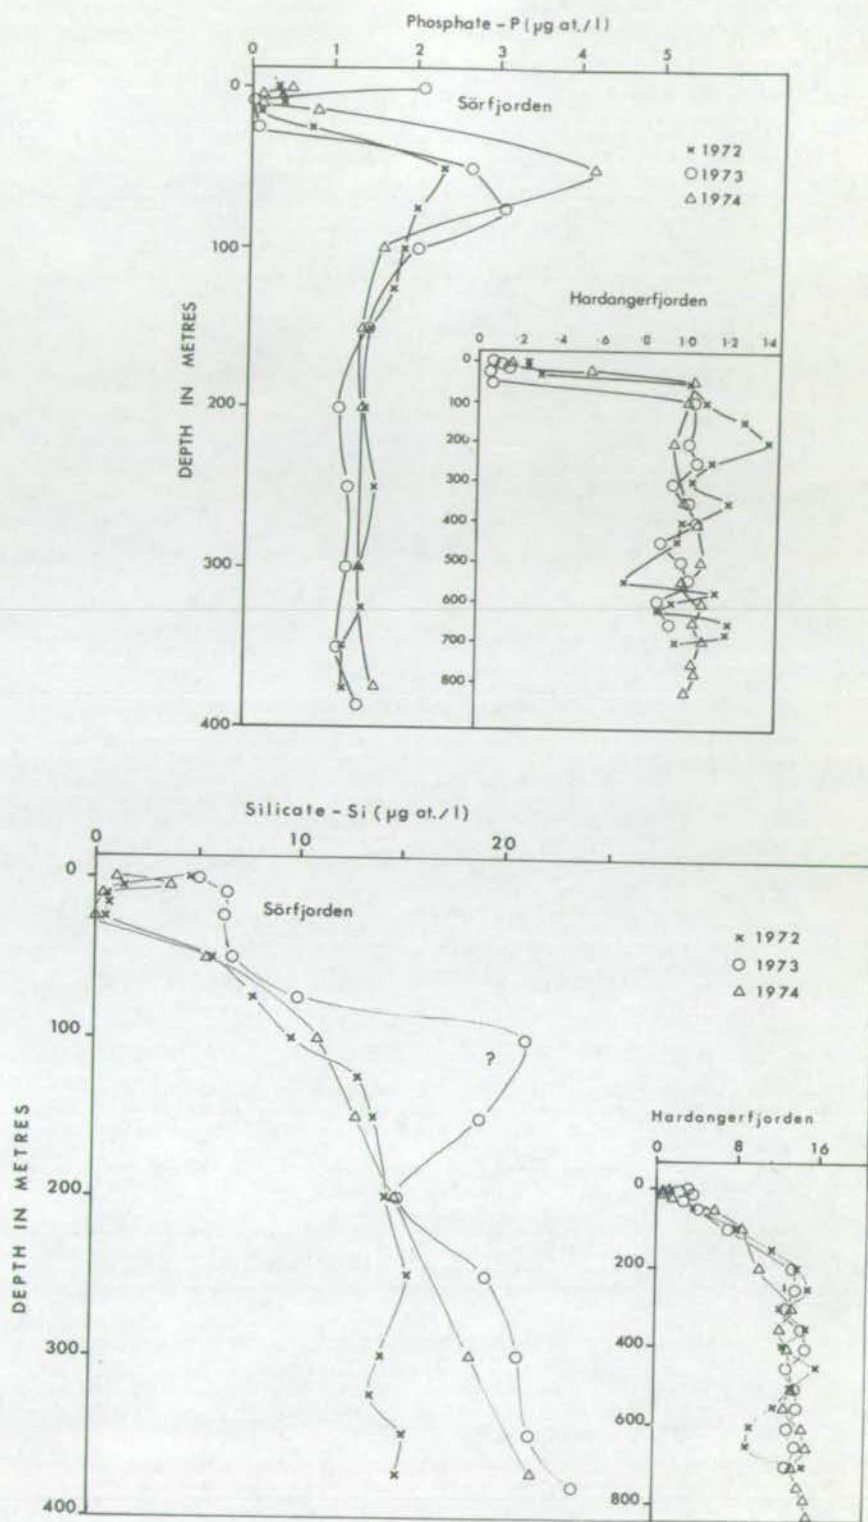 Phosphate - P ( µg at./l )
0 1 2 3 4 5
0
Sörfjorden
× 1972
○ 1973
△ 1974
100
DEPTH IN METRES
Hardangerfjorden
0 ·2 ·4 ·6 ·8 1·0 1·2 1·4
0
100
200
200
300
400
300
500
600
700
800
400
Silicate - Si ( µg at./l )
0 10 20
0
Sörfjorden
× 1972
○ 1973
△ 1974
100
?
DEPTH IN METRES
Hardangerfjorden
0 8 16
0
200
200
300
400
600
400
800